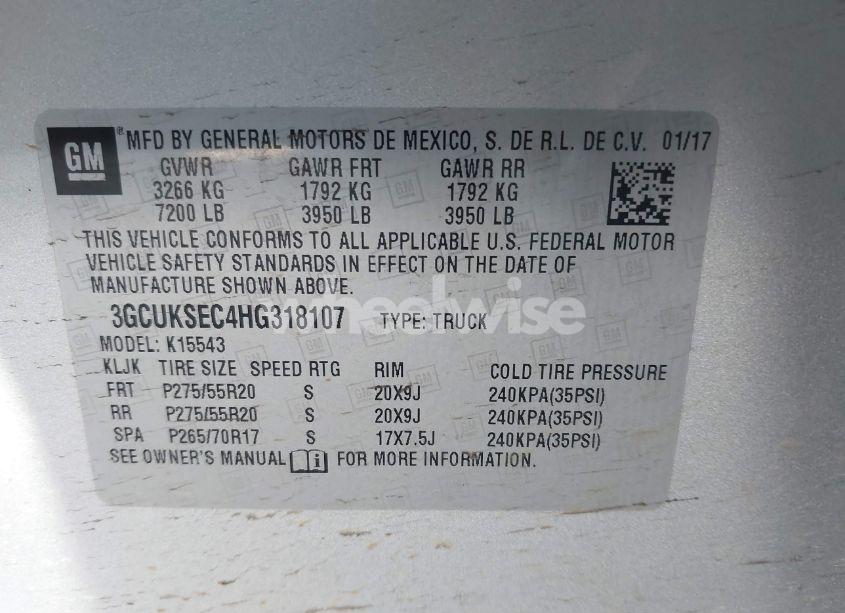 GM
® MFD BY GENERAL MOTORS DE MEXICO, S. DE R.L. DE C.V. 01/17
GVWR GAWR FRT GAWR RR
3266 KG 1792 KG 1792 KG
7200 LB 3950 LB 3950 LB
THIS VEHICLE CONFORMS TO ALL APPLICABLE U.S. FEDERAL MOTOR
VEHICLE SAFETY STANDARDS IN EFFECT ON THE DATE OF
MANUFACTURE SHOWN ABOVE.
wheelwise
3GCUKSEC4HG318107 TYPE: TRUCK
MODEL: K15543
KLJK TIRE SIZE SPEED RTG RIM COLD TIRE PRESSURE
FRT P275/55R20 S 20X9J 240KPA(35PSI)
RR P275/55R20 S 20X9J 240KPA(35PSI)
SPA P265/70R17 S 17X7.5J 240KPA(35PSI)
SEE OWNER'S MANUAL i FOR MORE INFORMATION.